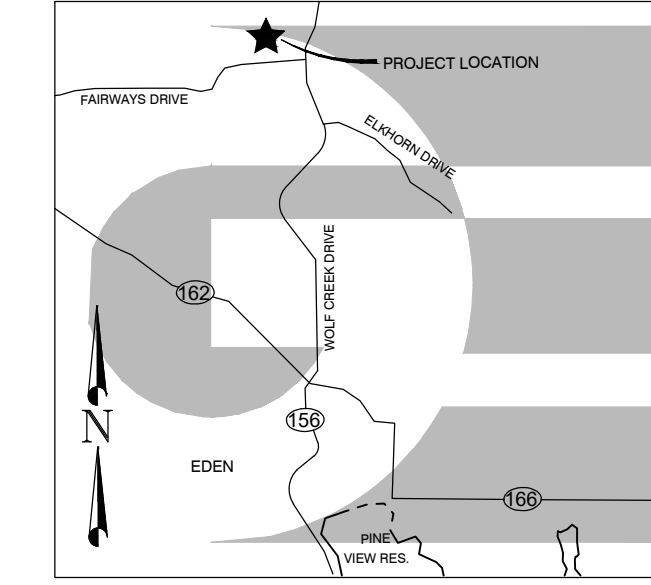 PROJECT LOCATION
FAIRWAYS DRIVE
ELKHORN DRIVE
WOLF CREEK DRIVE
162
N
156
EDEN
166
PINE
VIEW RES.